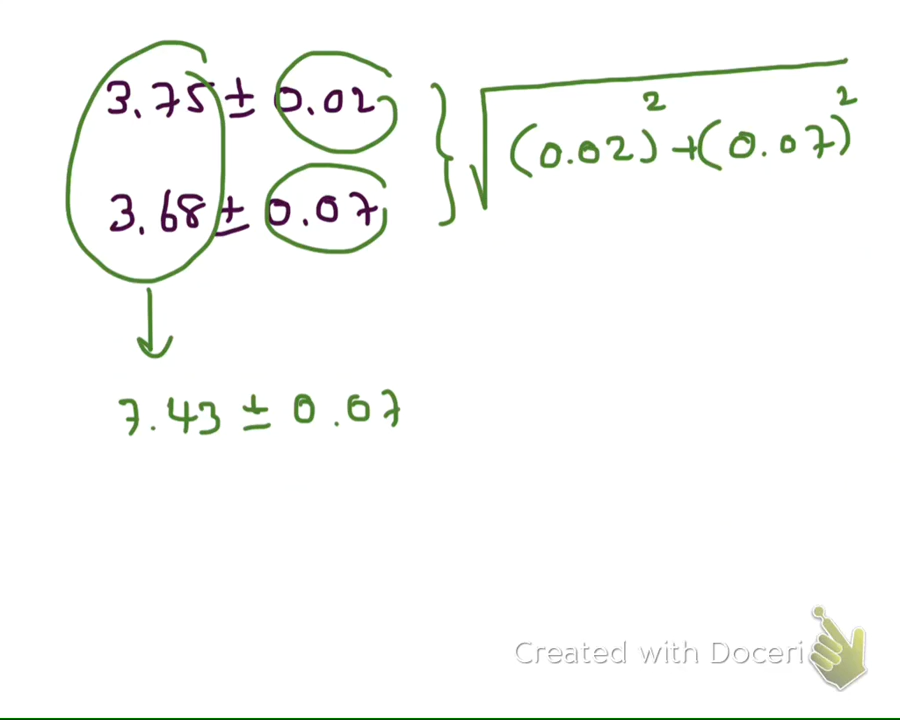 3.75 ± 0.02
3.68 ± 0.07
√(0.02)² + (0.07)²
7.43 ± 0.07
Created with Doceri